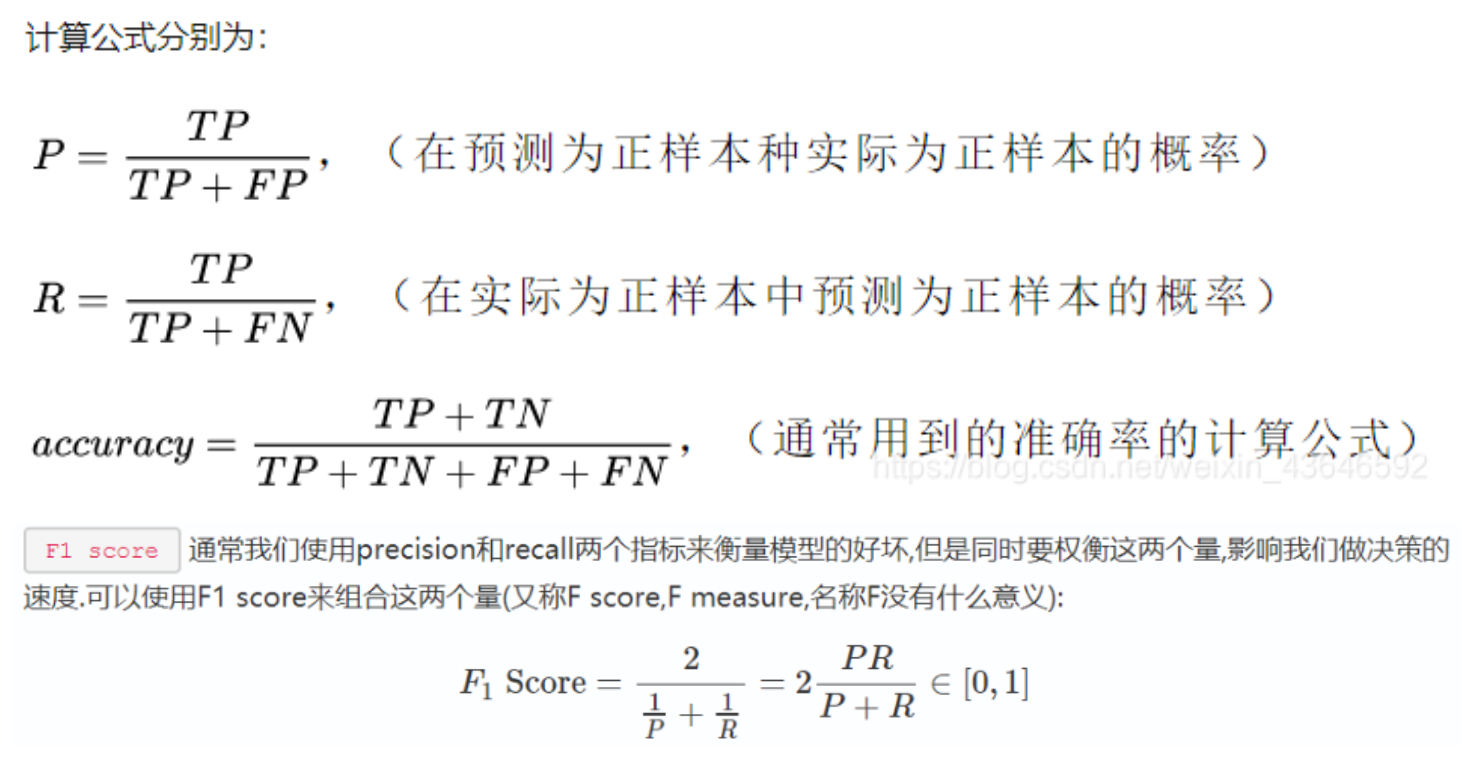 计算公式分别为:
P = \frac{TP}{TP + FP}, （在预测为正样本种实际为正样本的概率）
R = \frac{TP}{TP + FN}, （在实际为正样本中预测为正样本的概率）
accuracy = \frac{TP + TN}{TP + TN + FP + FN}, （通常用到的准确率的计算公式）
https://blog.csdn.net/weixin_43646592
F1 score 通常我们使用precision和recall两个指标来衡量模型的好坏,但是同时要权衡这两个量,影响我们做决策的
速度.可以使用F1 score来组合这两个量(又称F score,F measure,名称F没有什么意义):
F_1 Score = \frac{2}{\frac{1}{P} + \frac{1}{R}} = 2\frac{PR}{P + R} ∈ [0, 1]